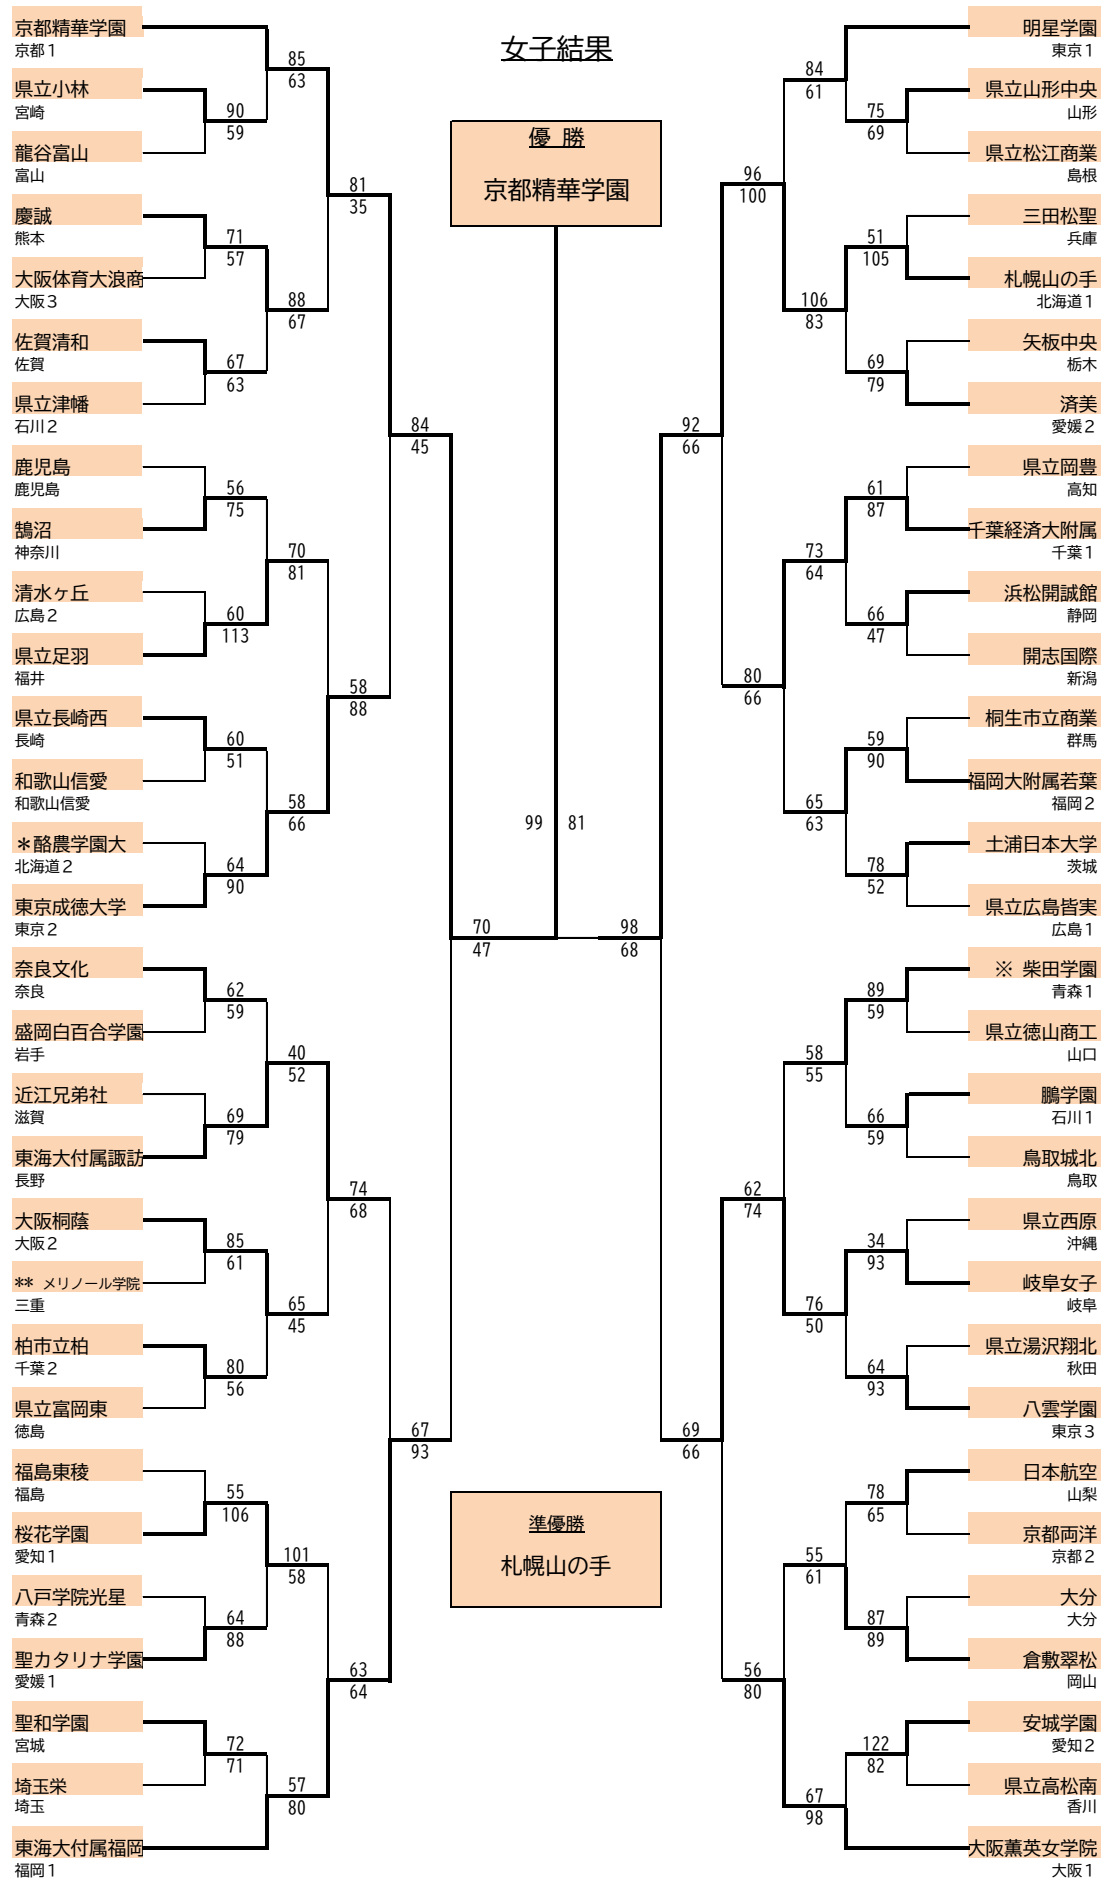 女子結果
優 勝
京都精華学園
京都精華学園
京都１
県立小林
宮崎
龍谷富山
富山
慶誠
熊本
大阪体育大浪商
大阪３
佐賀清和
佐賀
県立津幡
石川２
鹿児島
鹿児島
鵠沼
神奈川
清水ヶ丘
広島２
県立足羽
福井
県立長崎西
長崎
和歌山信愛
和歌山信愛
＊酪農学園大
北海道２
東京成徳大学
東京２
奈良文化
奈良
盛岡白百合学園
岩手
近江兄弟社
滋賀
東海大付属諏訪
長野
大阪桐蔭
大阪２
** メリノール学院
三重
柏市立柏
千葉２
県立富岡東
徳島
福島東稜
福島
桜花学園
愛知１
八戸学院光星
青森２
聖カタリナ学園
愛媛１
聖和学園
宮城
埼玉栄
埼玉
東海大付属福岡
福岡１
90
59
71
57
67
63
56
75
60
113
60
51
64
90
62
59
69
79
85
61
80
56
55
106
64
88
72
71
85
63
88
67
70
81
58
66
40
52
65
45
101
58
57
80
81
35
58
88
74
68
63
64
84
45
67
93
70
47
99 81
98
68
92
66
69
66
96
100
80
66
62
74
56
80
84
61
106
83
73
64
65
63
58
55
76
50
55
61
67
98
75
69
51
105
69
79
61
87
66
47
59
90
78
52
89
59
66
59
34
93
64
93
78
65
87
89
122
82
明星学園
東京１
県立山形中央
山形
県立松江商業
島根
三田松聖
兵庫
札幌山の手
北海道１
矢板中央
栃木
済美
愛媛２
県立岡豊
高知
千葉経済大附属
千葉１
浜松開誠館
静岡
開志国際
新潟
桐生市立商業
群馬
福岡大附属若葉
福岡２
土浦日本大学
茨城
県立広島皆実
広島１
※ 柴田学園
青森１
県立徳山商工
山口
鵬学園
石川１
鳥取城北
鳥取
県立西原
沖縄
岐阜女子
岐阜
県立湯沢翔北
秋田
八雲学園
東京３
日本航空
山梨
京都両洋
京都２
大分
大分
倉敷翠松
岡山
安城学園
愛知２
県立高松南
香川
大阪薫英女学院
大阪１
準優勝
札幌山の手